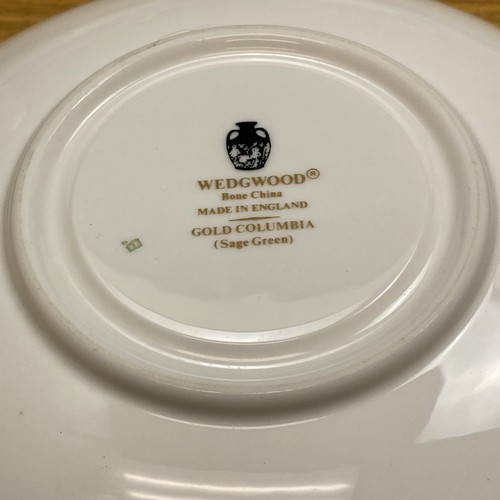 WEDGWOOD®
Bone China
MADE IN ENGLAND
GOLD COLUMBIA
(Sage Green)